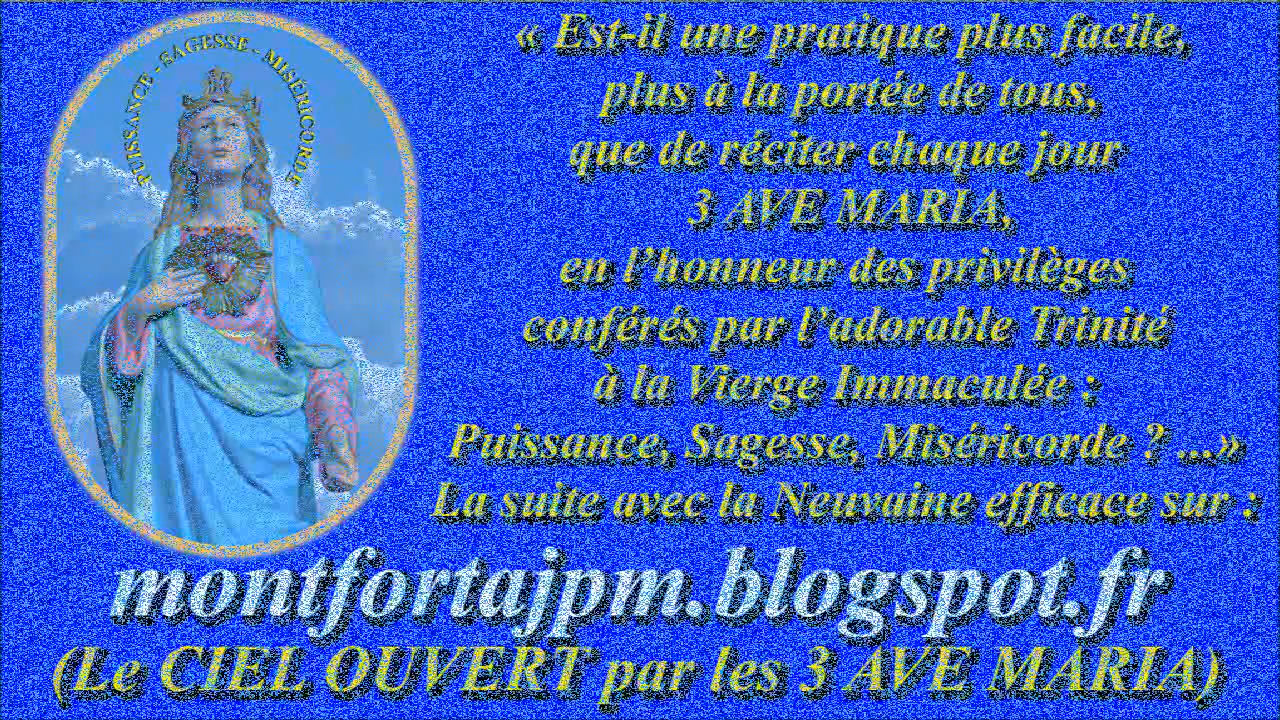 PUISSANCE - SAGESSE - MISÉRICORDE
« Est-il une pratique plus facile,
plus à la portée de tous,
que de réciter chaque jour
3 AVE MARIA,
en l’honneur des privilèges
conférés par l’adorable Trinité
à la Vierge Immaculée :
Puissance, Sagesse, Miséricorde ? ...»
La suite avec la Neuvaine efficace sur :
montfortajpm.blogspot.fr
(Le CIEL OUVERT par les 3 AVE MARIA)